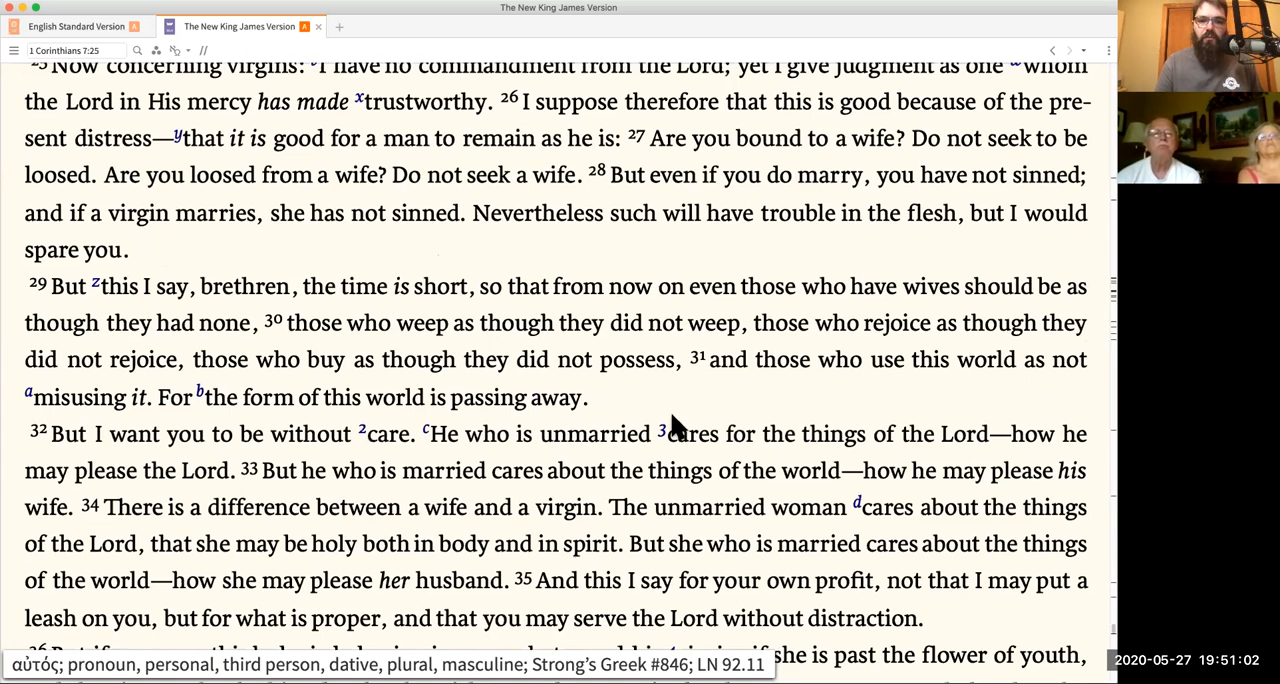 The New King James Version
English Standard Version A
The New King James Version A
1 Corinthians 7:25
25 Now concerning virgins: I have no commandment from the Lord; yet I give judgment as one w whom
the Lord in His mercy has made x trustworthy. 26 I suppose therefore that this is good because of the pre-
sent distress—y that it is good for a man to remain as he is: 27 Are you bound to a wife? Do not seek to be
loosed. Are you loosed from a wife? Do not seek a wife. 28 But even if you do marry, you have not sinned;
and if a virgin marries, she has not sinned. Nevertheless such will have trouble in the flesh, but I would
spare you.
29 But z this I say, brethren, the time is short, so that from now on even those who have wives should be as
though they had none, 30 those who weep as though they did not weep, those who rejoice as though they
did not rejoice, those who buy as though they did not possess, 31 and those who use this world as not
a misusing it. For b the form of this world is passing away.
32 But I want you to be without 2 care. c He who is unmarried 3 cares for the things of the Lord—how he
may please the Lord. 33 But he who is married cares about the things of the world—how he may please his
wife. 34 There is a difference between a wife and a virgin. The unmarried woman d cares about the things
of the Lord, that she may be holy both in body and in spirit. But she who is married cares about the things
of the world—how she may please her husband. 35 And this I say for your own profit, not that I may put a
leash on you, but for what is proper, and that you may serve the Lord without distraction.
she is past the flower of youth,
αὐτός; pronoun, personal, third person, dative, plural, masculine; Strong's Greek #846; LN 92.11
2020-05-27 19:51:02